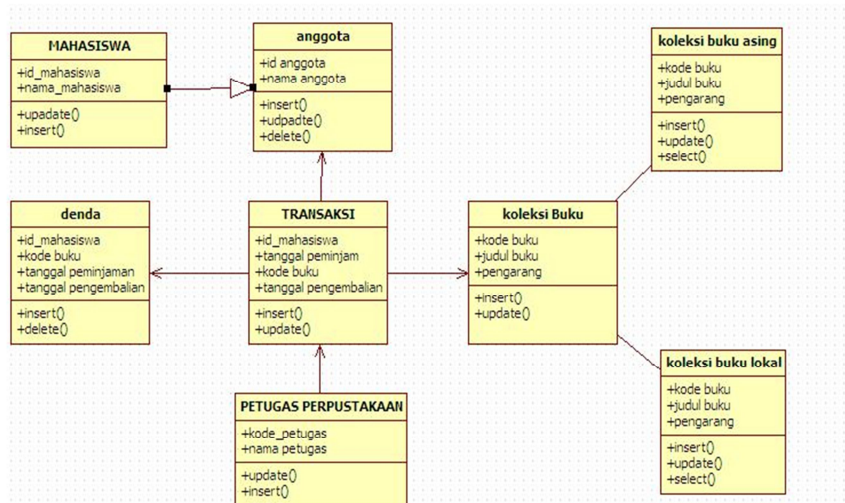 MAHASISWA
+id_mahasiswa
+nama_mahasiswa
+upadate()
+insert()
anggota
+id anggota
+nama anggota
+insert()
+udpadte()
+delete()
koleksi buku asing
+kode buku
+judul buku
+pengarang
+insert()
+update()
+select()
denda
+id_mahasiswa
+kode buku
+tanggal peminjaman
+tanggal pengembalian
+insert()
+delete()
TRANSAKSI
+id_mahasiswa
+tanggal peminjam
+kode buku
+tanggal pengembalian
+insert()
+update()
koleksi Buku
+kode buku
+judul buku
+pengarang
+insert()
+update()
koleksi buku lokal
+kode buku
+judul buku
+pengarang
+insert()
+update()
+select()
PETUGAS PERPUSTAKAAN
+kode_petugas
+nama petugas
+update()
+insert()